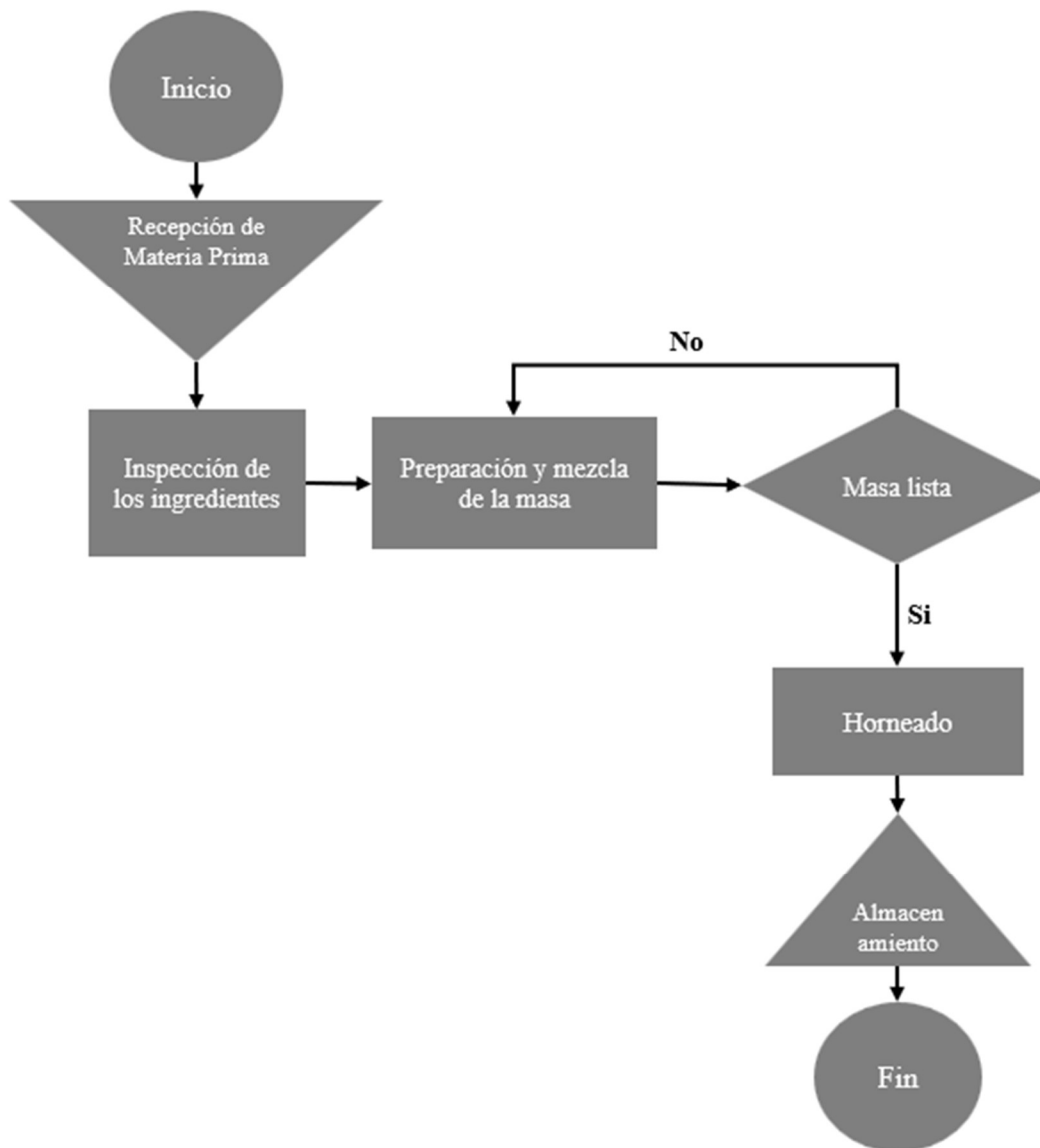 Inicio
Recepción de
Materia Prima
No
Inspección de
los ingredientes
Preparación y mezcla
de la masa
Masa lista
Si
Horneado
Almacen
amiento
Fin